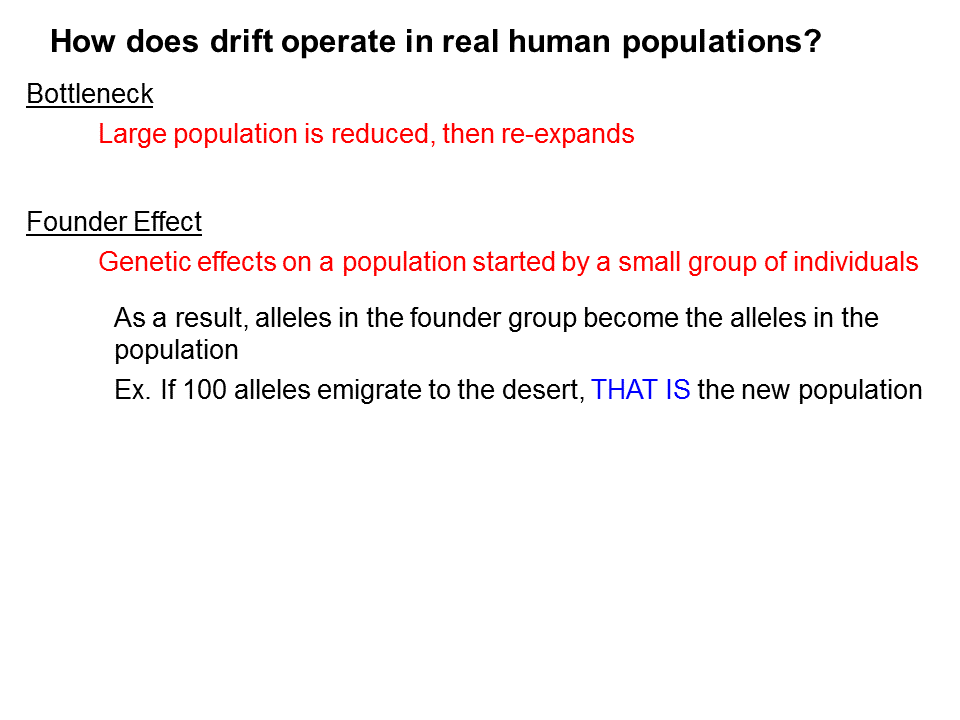 How does drift operate in real human populations?
Bottleneck
Large population is reduced, then re-expands
Founder Effect
Genetic effects on a population started by a small group of individuals
As a result, alleles in the founder group become the alleles in the
population
Ex. If 100 alleles emigrate to the desert, THAT IS the new population